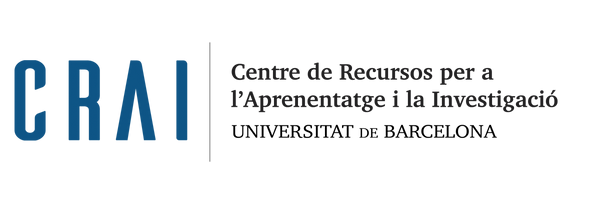 CRAI
Centre de Recursos per a
l’Aprenentatge i la Investigació
UNIVERSITAT DE BARCELONA